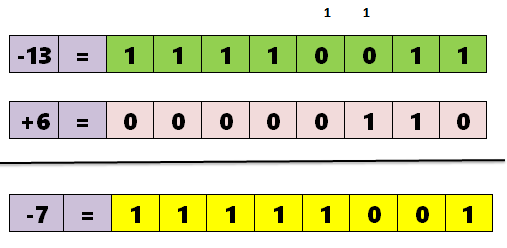 1 1
-13 = 1 1 1 1 0 0 1 1
+6 = 0 0 0 0 0 1 1 0
-7 = 1 1 1 1 1 0 0 1